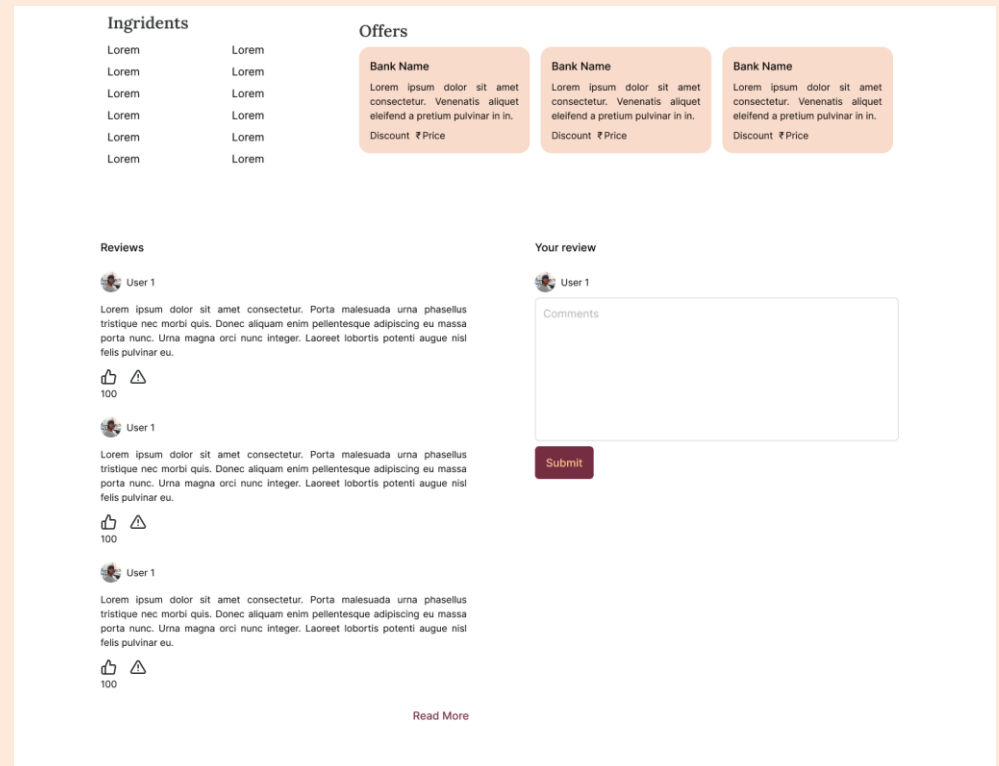 Ingridents
Lorem Lorem
Lorem Lorem
Lorem Lorem
Lorem Lorem
Lorem Lorem
Lorem Lorem
Offers
Bank Name
Lorem ipsum dolor sit amet
consectetur. Venenatis aliquet
eleifend a pretium pulvinar in in.
Discount ₹Price
Bank Name
Lorem ipsum dolor sit amet
consectetur. Venenatis aliquet
eleifend a pretium pulvinar in in.
Discount ₹Price
Bank Name
Lorem ipsum dolor sit amet
consectetur. Venenatis aliquet
eleifend a pretium pulvinar in in.
Discount ₹Price
Reviews
User 1
Lorem ipsum dolor sit amet consectetur. Porta malesuada urna phasellus
tristique nec morbi quis. Donec aliquam enim pellentesque adipiscing eu massa
porta nunc. Urna magna orci nunc integer. Laoreet lobortis potenti augue nisl
felis pulvinar eu.
100
User 1
Lorem ipsum dolor sit amet consectetur. Porta malesuada urna phasellus
tristique nec morbi quis. Donec aliquam enim pellentesque adipiscing eu massa
porta nunc. Urna magna orci nunc integer. Laoreet lobortis potenti augue nisl
felis pulvinar eu.
100
User 1
Lorem ipsum dolor sit amet consectetur. Porta malesuada urna phasellus
tristique nec morbi quis. Donec aliquam enim pellentesque adipiscing eu massa
porta nunc. Urna magna orci nunc integer. Laoreet lobortis potenti augue nisl
felis pulvinar eu.
100
Read More
Your review
User 1
Comments
Submit